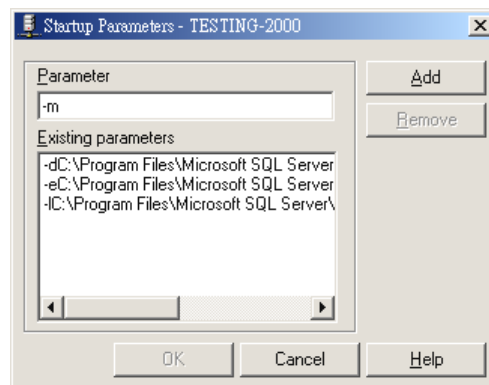 Startup Parameters - TESTING-2000
Parameter
-m
Existing parameters
-dC:\Program Files\Microsoft SQL Server
-eC:\Program Files\Microsoft SQL Server
-lC:\Program Files\Microsoft SQL Server\
Add
Remove
OK
Cancel
Help